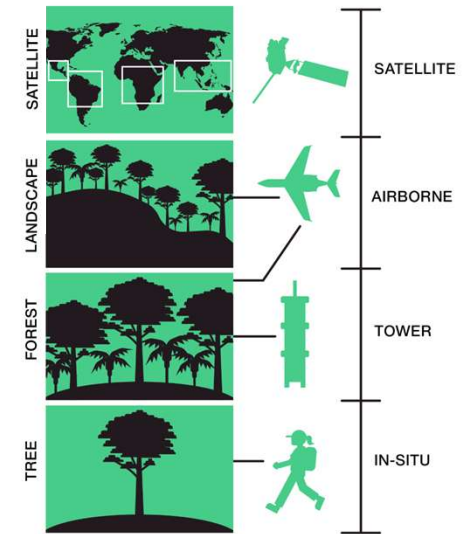 SATELLITE
SATELLITE
LANDSCAPE
AIRBORNE
FOREST
TOWER
TREE
IN-SITU